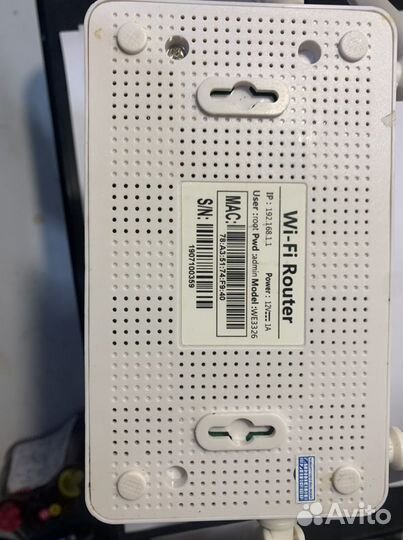 Wi-Fi Router
IP : 192.168.1.1 Power : 12V 1A
User :root Pwd :admin Model :WE3326
MAC:
78:A3:51:74:F9:40
S/N:
1907100359
Avito